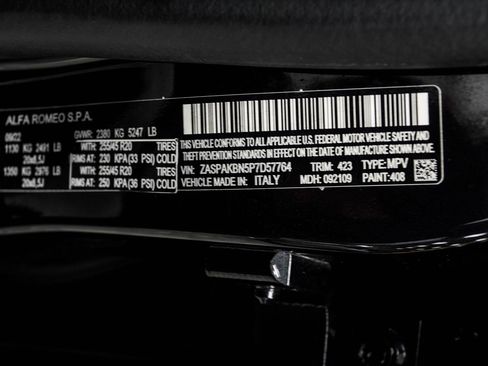 ALFA ROMEO S.P.A.
09/22 GVWR: 2380 KG 5247 LB
1130 KG 2491 LB WITH: 255/45 R20 TIRES
20x8,5J RIMS AT: 230 KPA(33 PSI) COLD
1350 KG 2976 LB WITH: 255/45 R20 TIRES
20x8,5J RIMS AT: 250 KPA(36 PSI) COLD
THIS VEHICLE CONFORMS TO ALL APPLICABLE U.S. FEDERAL MOTOR VEHICLE SAFETY, BUMPER, AND
THEFT PREVENTION STANDARDS IN EFFECT ON THE DATE OF MANUFACTURE SHOWN ABOVE.
VIN: ZASPAKBN5P7D57764 TRIM: 423 TYPE: MPV
VEHICLE MADE IN: ITALY MDH: 092109 PAINT: 408